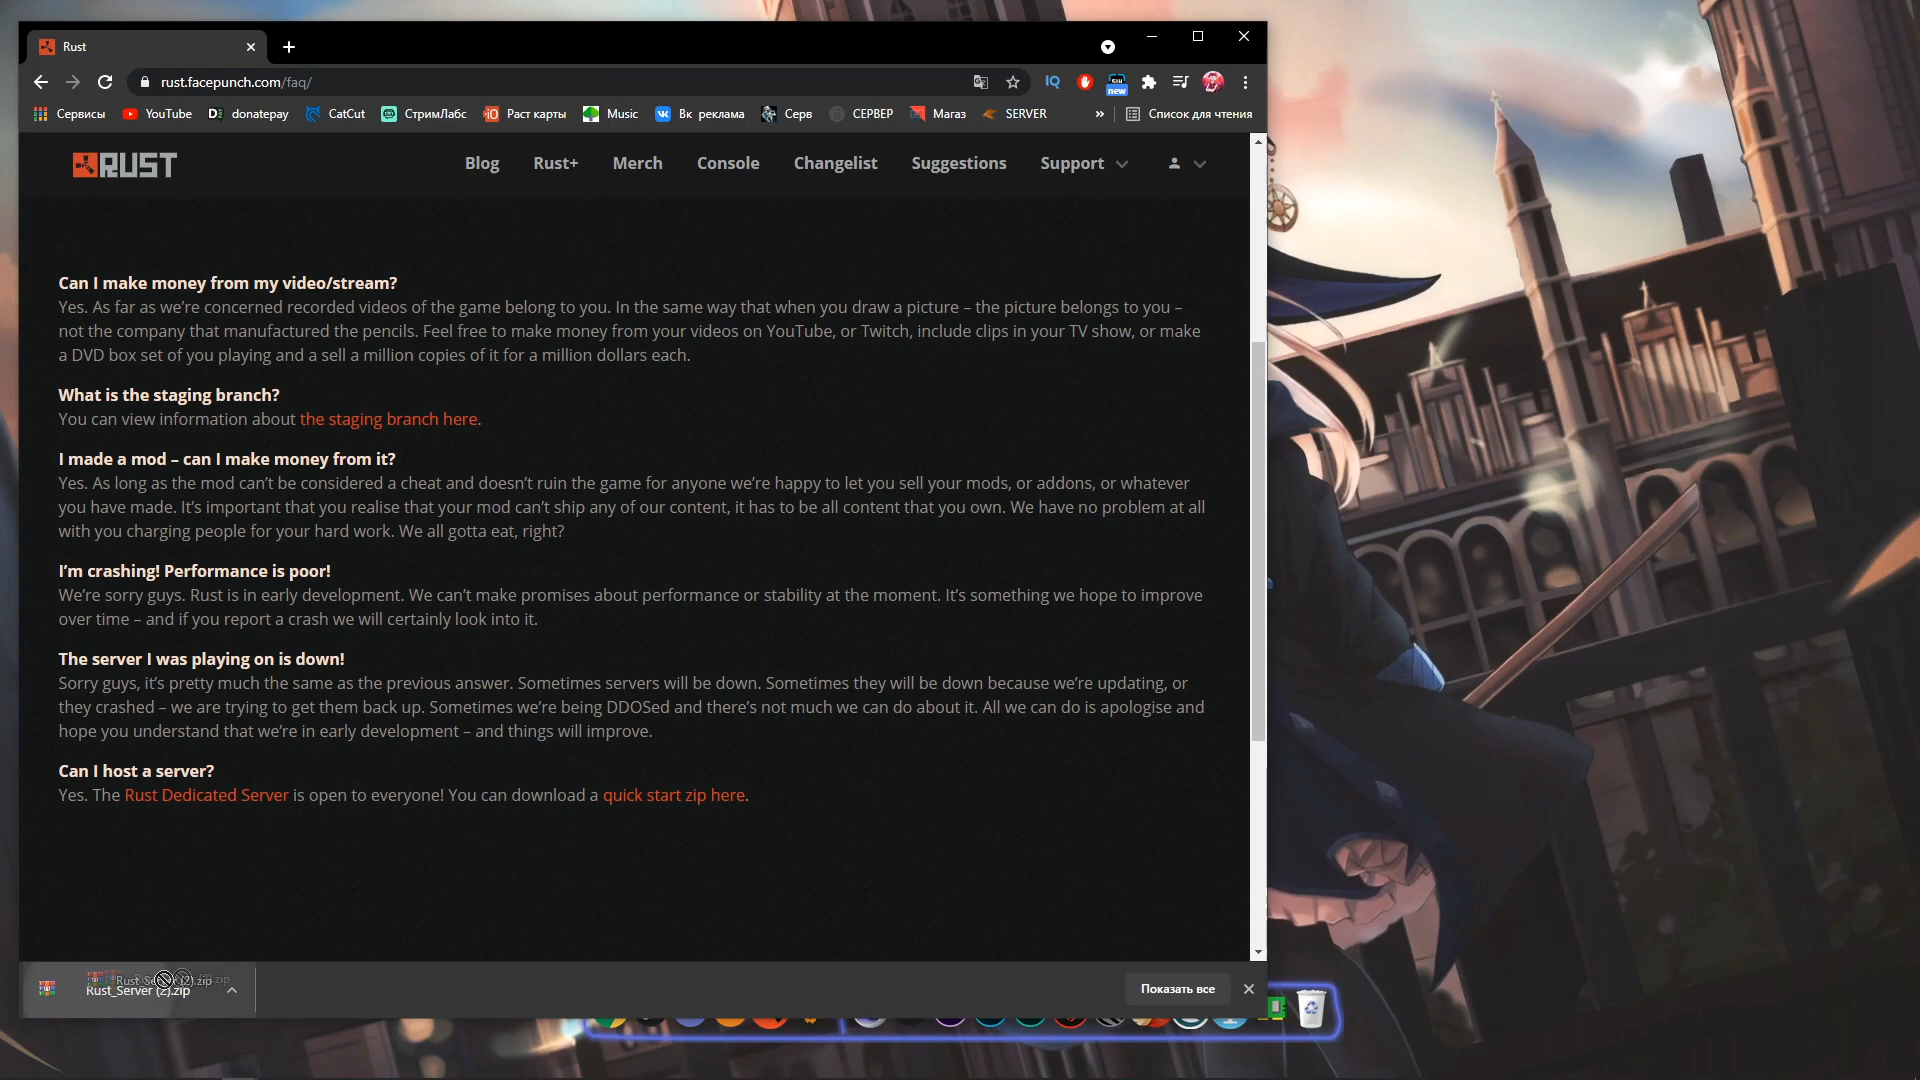 Rust
rust.facepunch.com/faq/
IQ
new
Сервисы
YouTube
donatepay
CatCut
СтримЛабс
Раст карты
Music
Вк реклама
Серв
СЕРВЕР
Магаз
SERVER
»
Список для чтения
RUST
Blog
Rust+
Merch
Console
Changelist
Suggestions
Support
Can I make money from my video/stream?
Yes. As far as we’re concerned recorded videos of the game belong to you. In the same way that when you draw a picture – the picture belongs to you –
not the company that manufactured the pencils. Feel free to make money from your videos on YouTube, or Twitch, include clips in your TV show, or make
a DVD box set of you playing and a sell a million copies of it for a million dollars each.
What is the staging branch?
You can view information about the staging branch here.
I made a mod – can I make money from it?
Yes. As long as the mod can’t be considered a cheat and doesn’t ruin the game for anyone we’re happy to let you sell your mods, or addons, or whatever
you have made. It’s important that you realise that your mod can’t ship any of our content, it has to be all content that you own. We have no problem at all
with you charging people for your hard work. We all gotta eat, right?
I’m crashing! Performance is poor!
We’re sorry guys. Rust is in early development. We can’t make promises about performance or stability at the moment. It’s something we hope to improve
over time – and if you report a crash we will certainly look into it.
The server I was playing on is down!
Sorry guys, it’s pretty much the same as the previous answer. Sometimes servers will be down. Sometimes they will be down because we’re updating, or
they crashed – we are trying to get them back up. Sometimes we’re being DDOSed and there’s not much we can do about it. All we can do is apologise and
hope you understand that we’re in early development – and things will improve.
Can I host a server?
Yes. The Rust Dedicated Server is open to everyone! You can download a quick start zip here.
Rust_Server (2).zip
Показать все